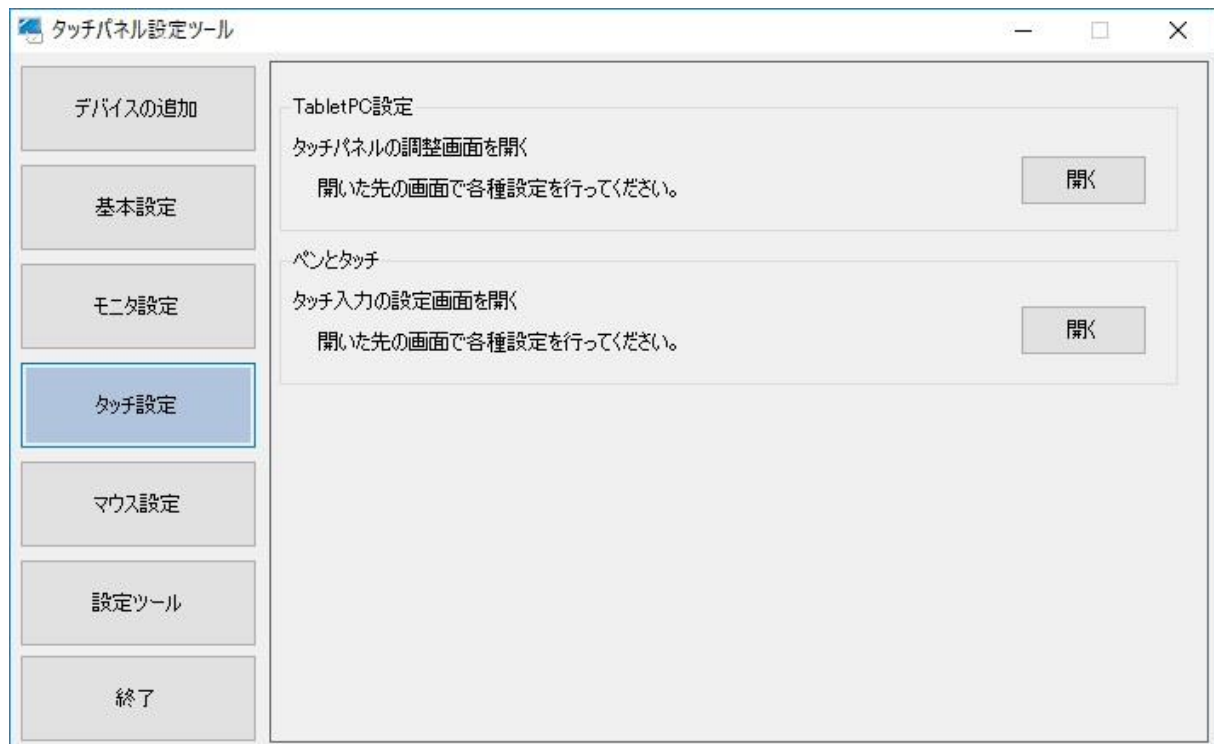 タッチパネル設定ツール
デバイスの追加
基本設定
モニタ設定
タッチ設定
マウス設定
設定ツール
終了
TabletPC設定
タッチパネルの調整画面を開く
開いた先の画面で各種設定を行ってください。
開く
ペンとタッチ
タッチ入力の設定画面を開く
開いた先の画面で各種設定を行ってください。
開く